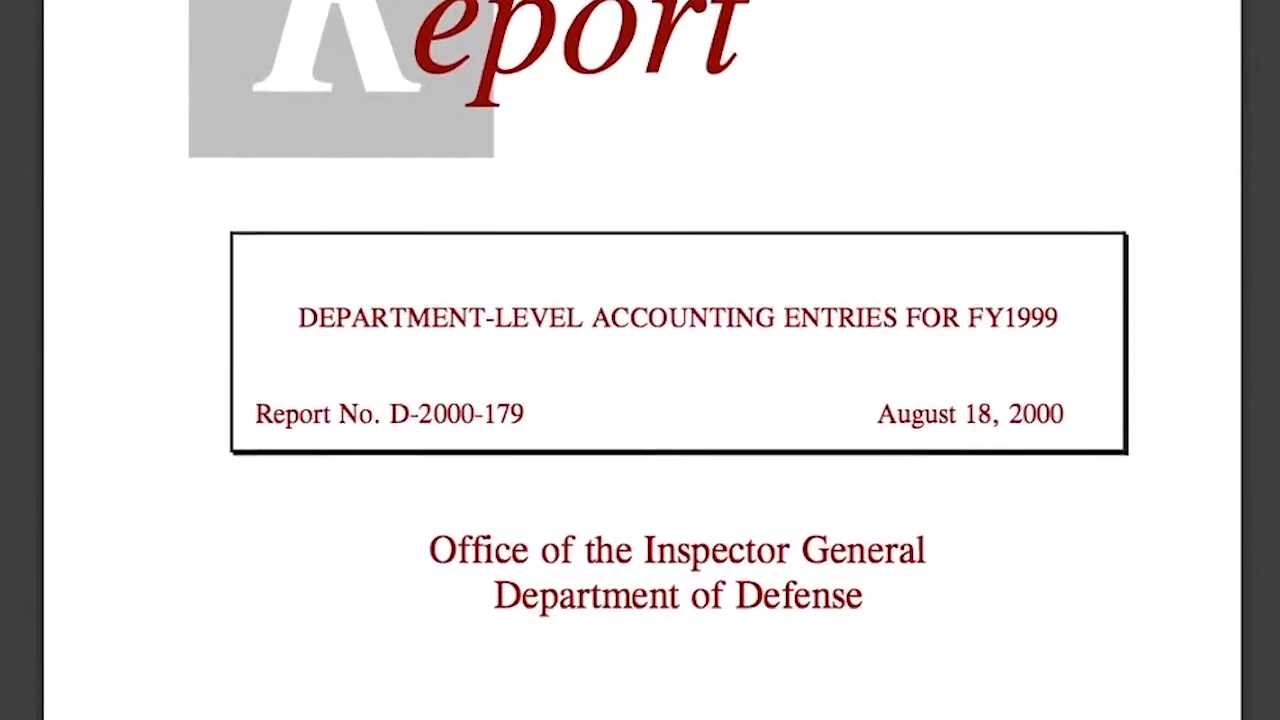 Report
DEPARTMENT-LEVEL ACCOUNTING ENTRIES FOR FY1999
Report No. D-2000-179
August 18, 2000
Office of the Inspector General
Department of Defense